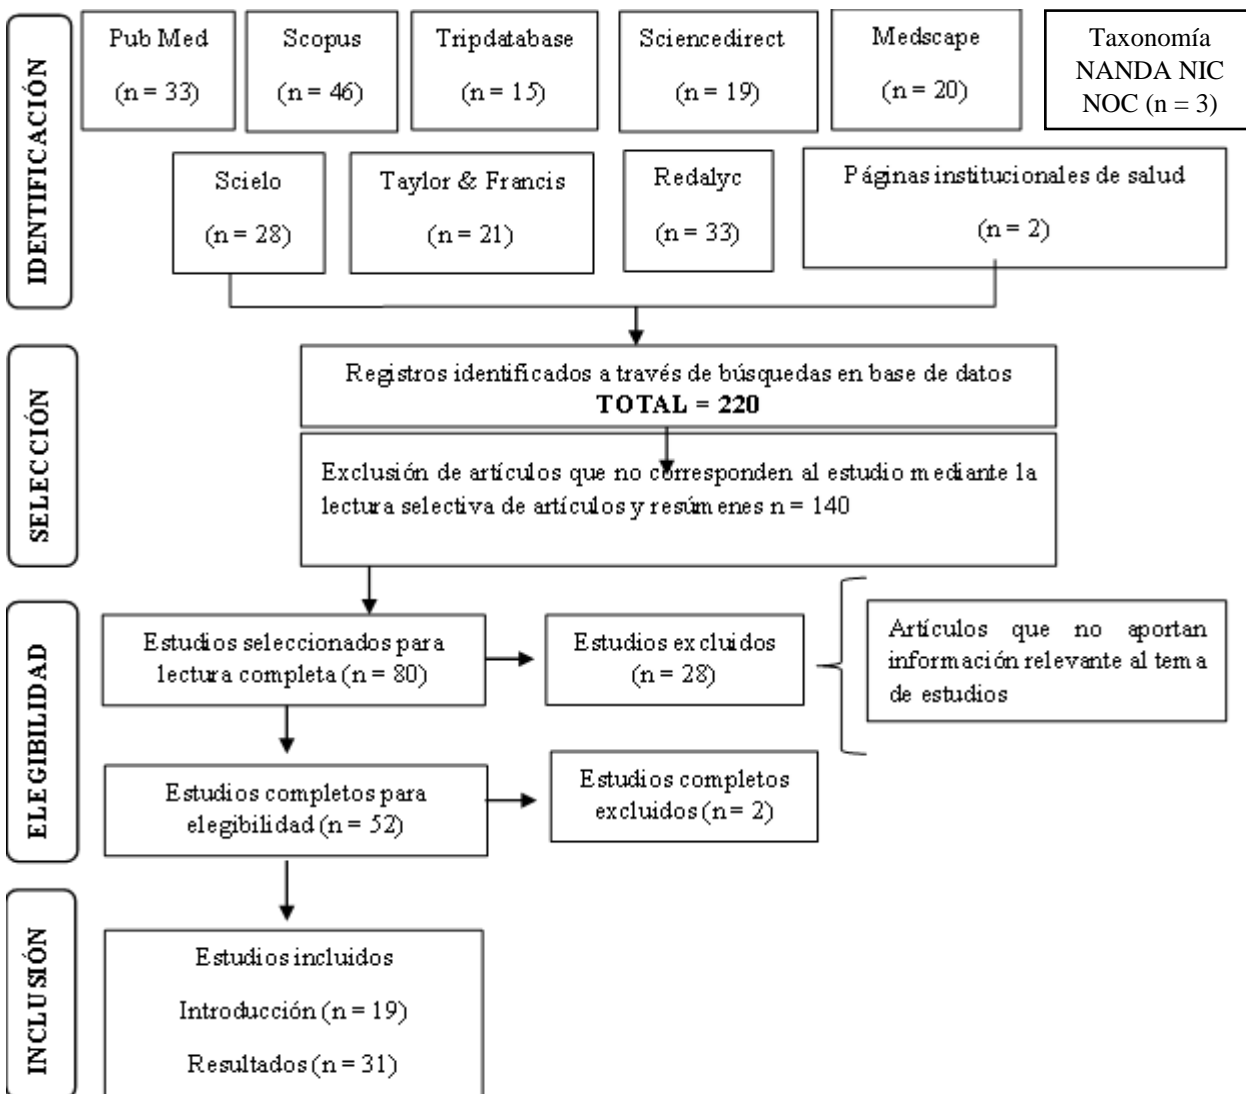 IDENTIFICACIÓN
Pub Med
(n = 33)
Scopus
(n = 46)
Tripdatabase
(n = 15)
Sciencedirect
(n = 19)
Medscape
(n = 20)
Taxonomía
NANDA NIC
NOC (n = 3)
Scielo
(n = 28)
Taylor & Francis
(n = 21)
Redalyc
(n = 33)
Páginas institucionales de salud
(n = 2)
SELECCIÓN
Registros identificados a través de búsquedas en base de datos
TOTAL = 220
Exclusión de artículos que no corresponden al estudio mediante la
lectura selectiva de artículos y resúmenes n = 140
ELEGIBILIDAD
Estudios seleccionados para
lectura completa (n = 80)
Estudios excluidos
(n = 28)
Artículos que no aportan
información relevante al tema
de estudios
Estudios completos para
elegibilidad (n = 52)
Estudios completos
excluidos (n = 2)
INCLUSIÓN
Estudios incluidos
Introducción (n = 19)
Resultados (n = 31)